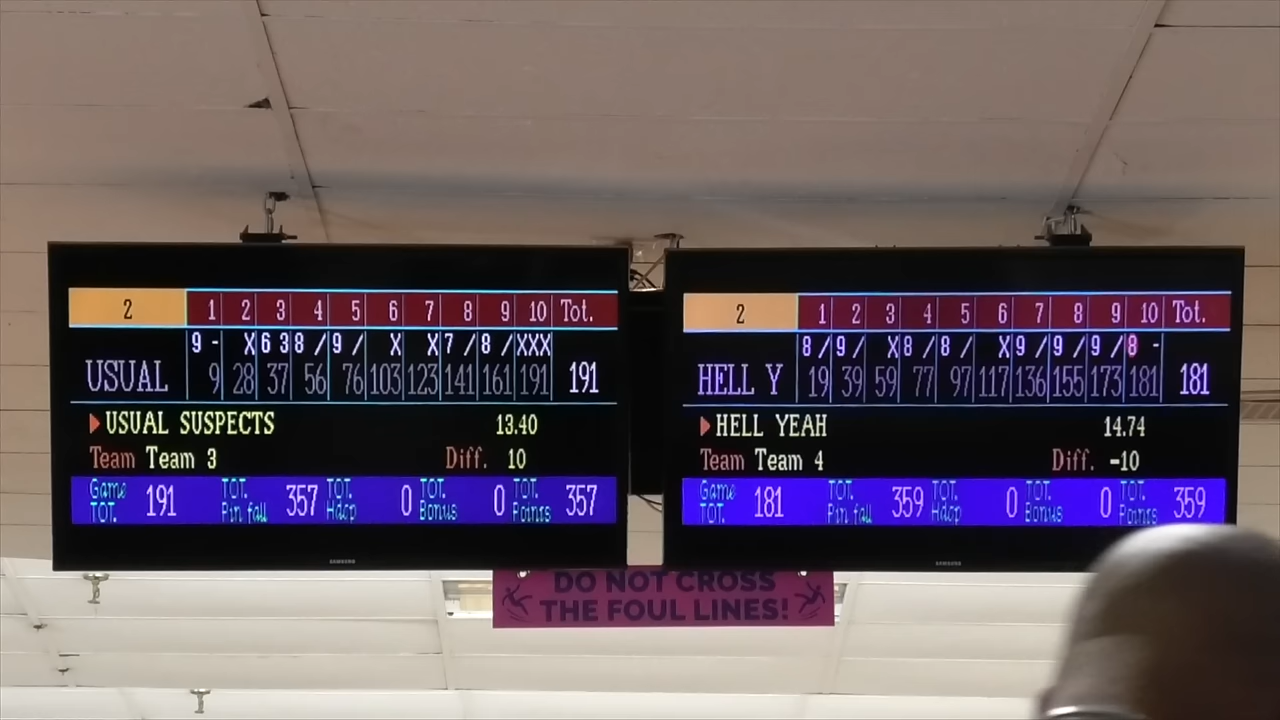 2 1 2 3 4 5 6 7 8 9 10 Tot.
9 - X 6 3 8 / 9 / X X 7 / 8 / XXX
USUAL 9 28 37 56 76 103 123 141 161 191 191
USUAL SUSPECTS 13.40
Team Team 3 Diff. 10
Game TOT. 191 TOT. Pin fall 357 TOT. Hdcp 0 TOT. Bonus 0 TOT. Points 357
SAMSUNG
2 1 2 3 4 5 6 7 8 9 10 Tot.
8 / 9 / X 8 / 8 / X 9 / 9 / 9 / 8 -
HELL Y 19 39 59 77 97 117 136 155 173 181 181
HELL YEAH 14.74
Team Team 4 Diff. -10
Game TOT. 181 TOT. Pin fall 359 TOT. Hdcp 0 TOT. Bonus 0 TOT. Points 359
SAMSUNG
DO NOT CROSS
THE FOUL LINES!